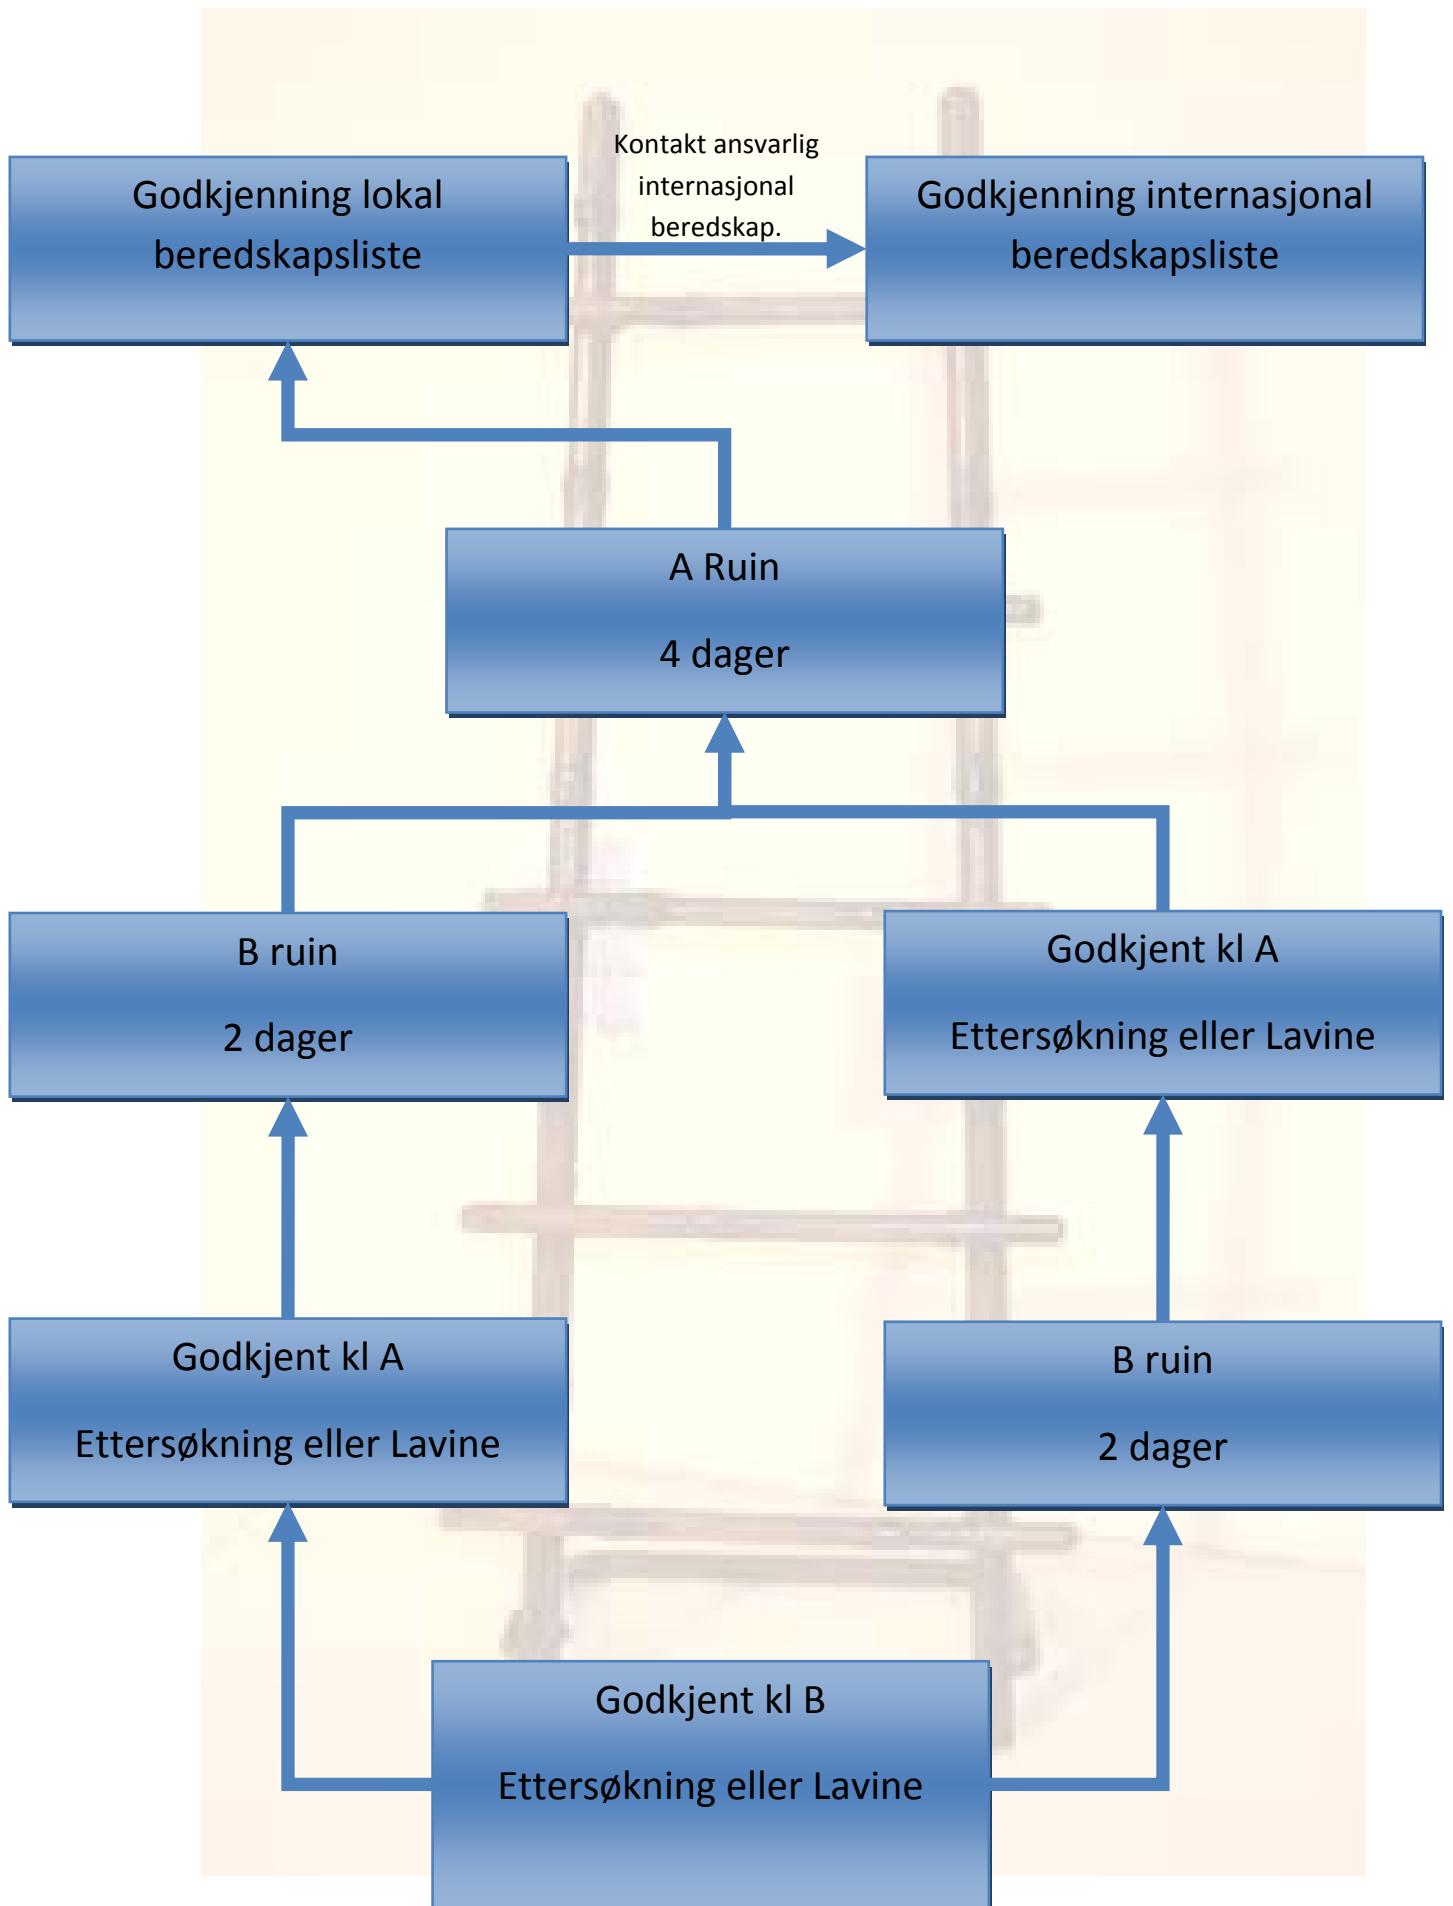 Kontakt ansvarlig
internasjonal
beredskap.
Godkjenning lokal
beredskapsliste
Godkjenning internasjonal
beredskapsliste
A Ruin
4 dager
B ruin
2 dager
Godkjent kl A
Ettersøkning eller Lavine
Godkjent kl A
Ettersøkning eller Lavine
B ruin
2 dager
Godkjent kl B
Ettersøkning eller Lavine